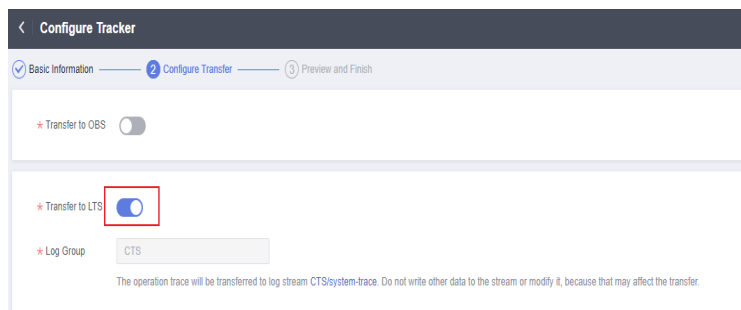 Configure Tracker
Basic Information 2 Configure Transfer 3 Preview and Finish
* Transfer to OBS
* Transfer to LTS
* Log Group CTS
The operation trace will be transferred to log stream CTS/system-trace. Do not write other data to the stream or modify it, because that may affect the transfer.